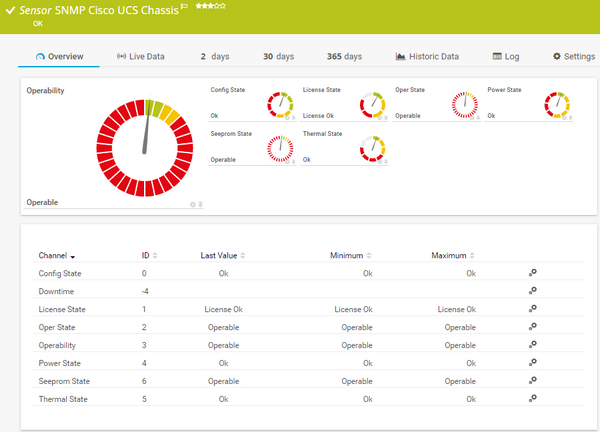 Sensor SNMP Cisco UCS Chassis
OK
Overview Live Data 2 days 30 days 365 days Historic Data Log Settings
Operability
Operable
Config State License State Oper State Power State
Ok License Ok Operable Ok
Seeprom State Thermal State
Operable Ok
Channel ID Last Value Minimum Maximum
Config State 0 Ok Ok Ok
Downtime -4
License State 1 License Ok License Ok License Ok
Oper State 2 Operable Operable Operable
Operability 3 Operable Operable Operable
Power State 4 Ok Ok Ok
Seeprom State 6 Operable Operable Operable
Thermal State 5 Ok Ok Ok